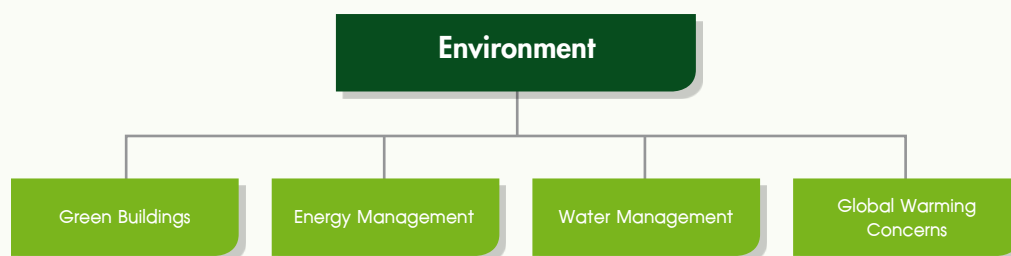 Environment
Green Buildings
Energy Management
Water Management
Global Warming
Concerns